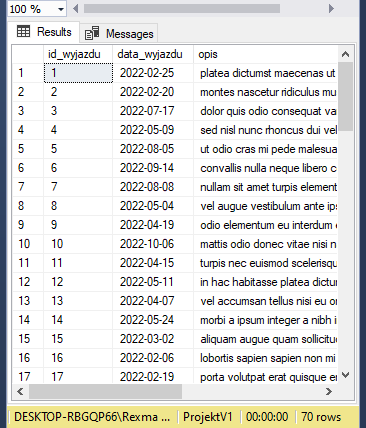 100 %
Results Messages
id_wyjazdu data_wyjazdu opis
1 1 2022-02-25 platea dictumst maecenas ut
2 2 2022-02-20 montes nascetur ridiculus mu
3 3 2022-07-17 dolor quis odio consequat va
4 4 2022-05-09 sed nisl nunc rhoncus dui vel
5 5 2022-08-05 ut odio cras mi pede malesua
6 6 2022-09-14 convallis nulla neque libero c
7 7 2022-08-08 nullam sit amet turpis element
8 8 2022-05-04 vel augue vestibulum ante ips
9 9 2022-04-19 odio elementum eu interdum
10 10 2022-10-06 mattis odio donec vitae nisi n
11 11 2022-04-15 turpis nec euismod scelerisq
12 12 2022-05-11 in hac habitasse platea dictu
13 13 2022-04-07 vel accumsan tellus nisi eu or
14 14 2022-05-24 morbi a ipsum integer a nibh i
15 15 2022-03-02 aliquam augue quam sollicitu
16 16 2022-02-06 lobortis sapien sapien non mi
17 17 2022-02-19 porta volutpat erat quisque er
DESKTOP-RBGQP66\Rexma ... ProjektV1 00:00:00 70 rows